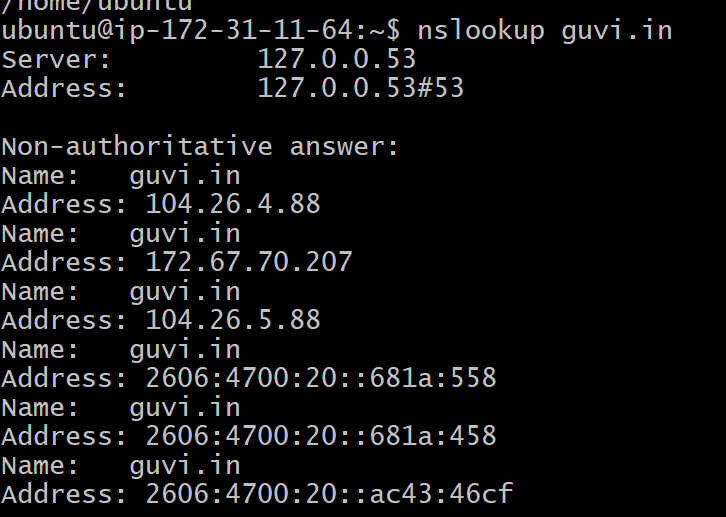 /home/ubuntu
ubuntu@ip-172-31-11-64:~$ nslookup guvi.in
Server:         127.0.0.53
Address:        127.0.0.53#53

Non-authoritative answer:
Name:   guvi.in
Address: 104.26.4.88
Name:   guvi.in
Address: 172.67.70.207
Name:   guvi.in
Address: 104.26.5.88
Name:   guvi.in
Address: 2606:4700:20::681a:558
Name:   guvi.in
Address: 2606:4700:20::681a:458
Name:   guvi.in
Address: 2606:4700:20::ac43:46cf